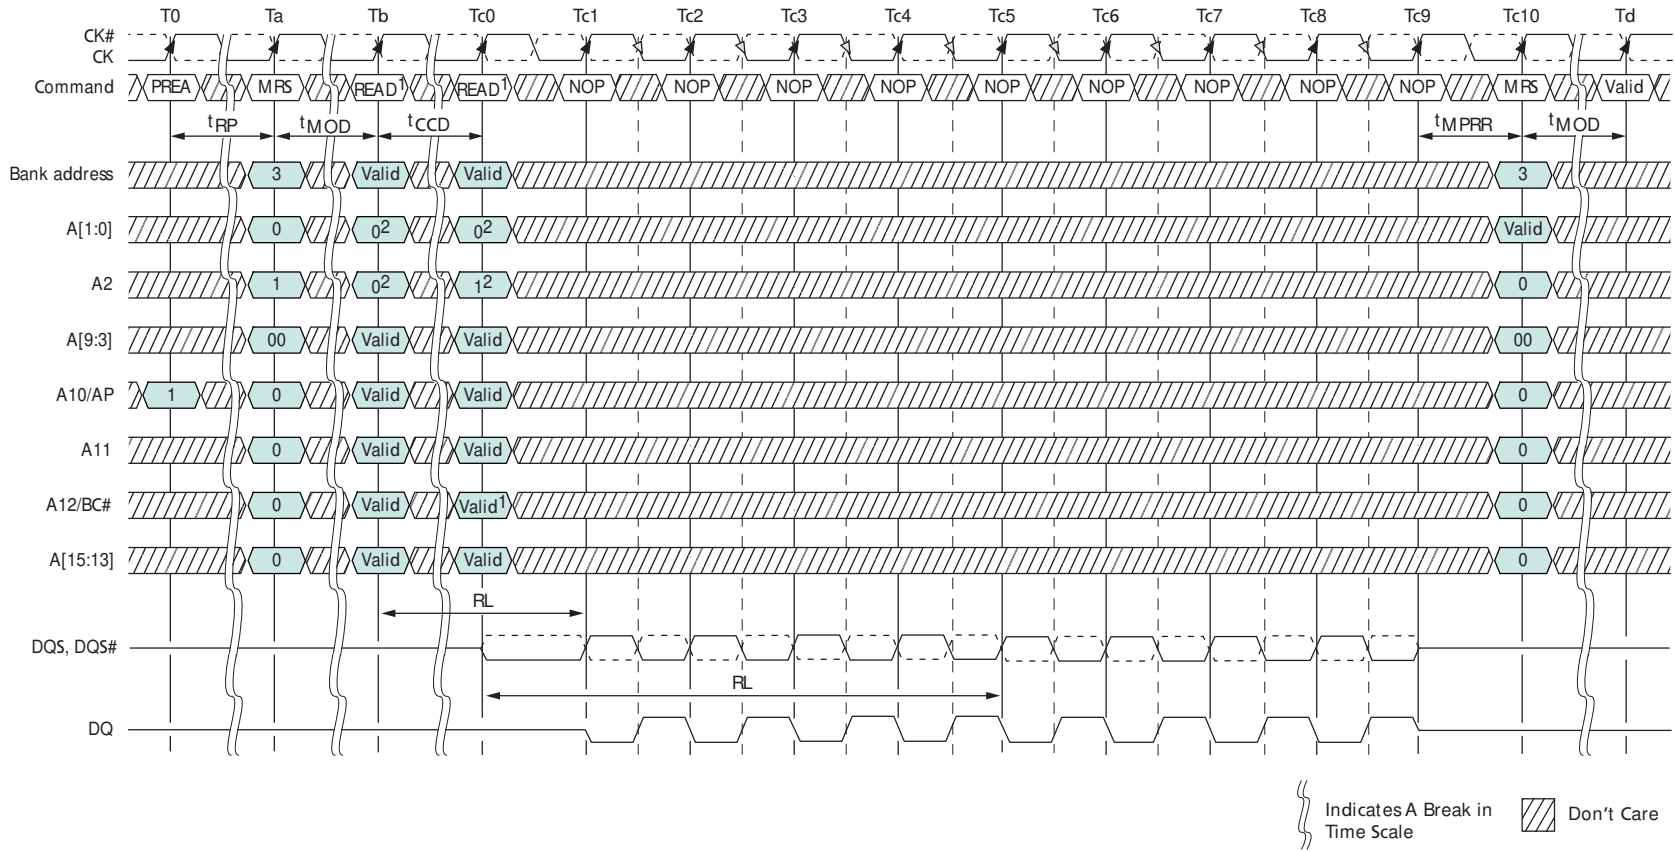 T0 Ta Tb Tc0 Tc1 Tc2 Tc3 Tc4 Tc5 Tc6 Tc7 Tc8 Tc9 Tc10 Td
CK#
CK
Command PREA MRS READ1 READ1 NOP NOP NOP NOP NOP NOP NOP NOP NOP MRS Valid
tRP tMOD tCCD tMPRR tMOD
Bank address 3 Valid Valid 3
A[1:0] 0 02 02 Valid
A2 1 02 12 0
A[9:3] 00 Valid Valid 00
A10/AP 1 0 Valid Valid 0
A11 0 Valid Valid 0
A12/BC# 0 Valid Valid1 0
A[15:13] 0 Valid Valid 0
RL
DQS, DQS#
RL
DQ
Indicates A Break in
Time Scale
Don't Care